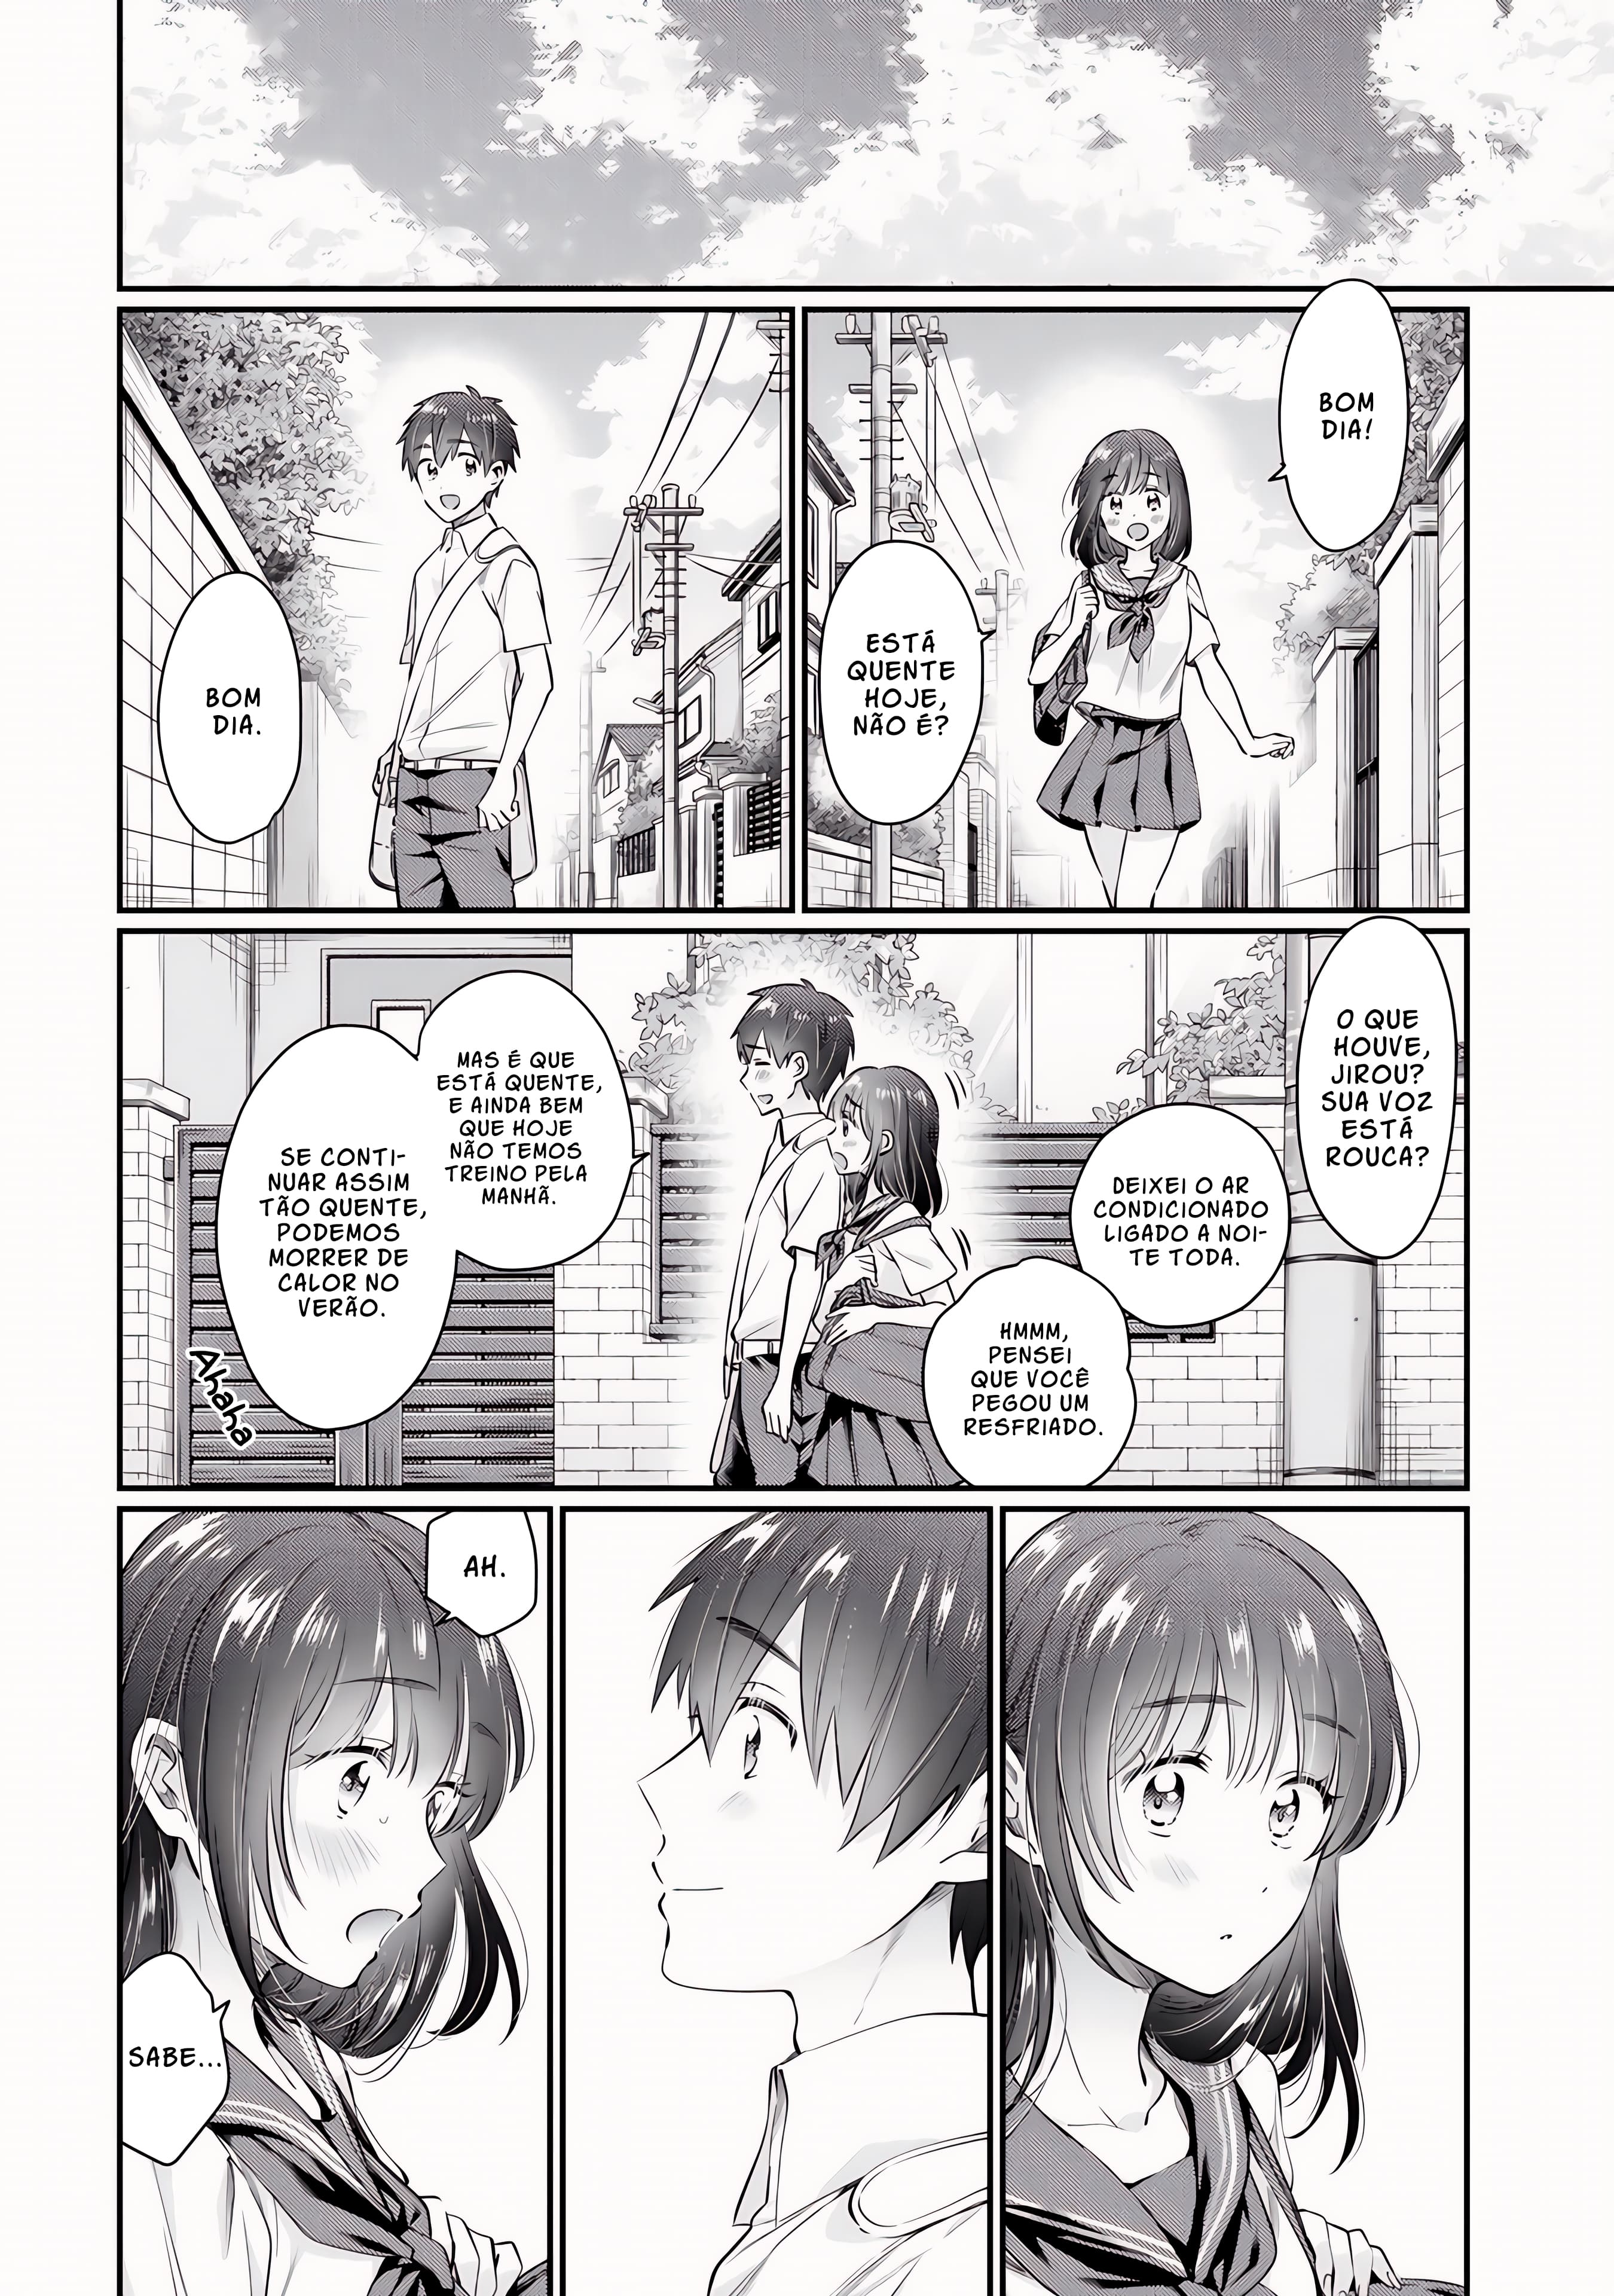 BOM
DIA!
ESTÁ
QUENTE
HOJE,
NÃO É?
BOM
DIA.
O QUE
HOUVE,
JIROU?
SUA VOZ
ESTÁ
ROUCA?
DEIXEI O AR
CONDICIONADO
LIGADO A NOI-
TE TODA.
HMMM,
PENSEI
QUE VOCÊ
PEGOU UM
RESFRIADO.
MAS É QUE
ESTÁ QUENTE,
E AINDA BEM
QUE HOJE
NÃO TEMOS
TREINO PELA
MANHÃ.
SE CONTI-
NUAR ASSIM
TÃO QUENTE,
PODEMOS
MORRER DE
CALOR NO
VERÃO.
Ahaha
AH.
SABE...